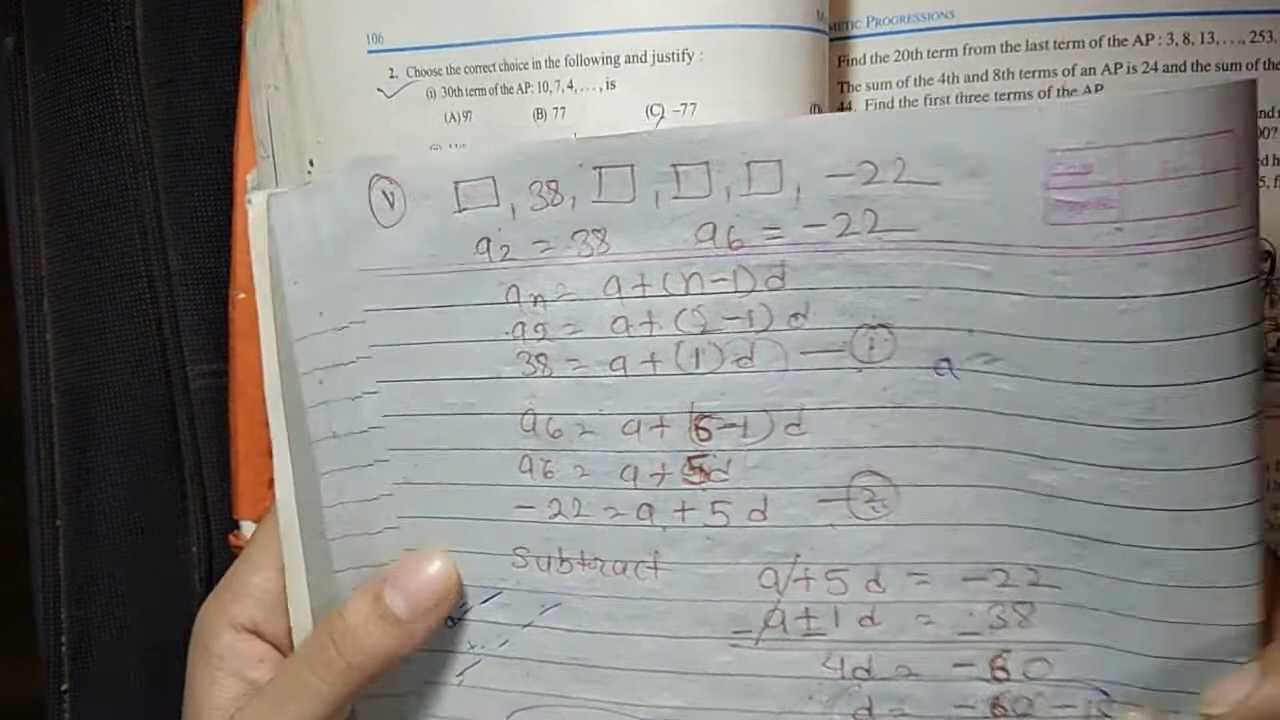 106
2. Choose the correct choice in the following and justify :
(i) 30th term of the AP: 10, 7, 4, . . . , is
(A) 97 (B) 77 (C) –77
METIC PROGRESSIONS
Find the 20th term from the last term of the AP : 3, 8, 13, . . ., 253.
The sum of the 4th and 8th terms of an AP is 24 and the sum of the
44. Find the first three terms of the AP
(v) □, 38, □, □, □, -22
a2 = 38 a6 = -22
an = a+(n-1)d
a2 = a+(2-1)d
38 = a+(1)d — (1)
a =
a6 = a+(6-1)d
a6 = a+5d
-22 = a+5d — (2)
Subtract
a+5d = -22
-a±1d = -38
4d = -60
d = -60